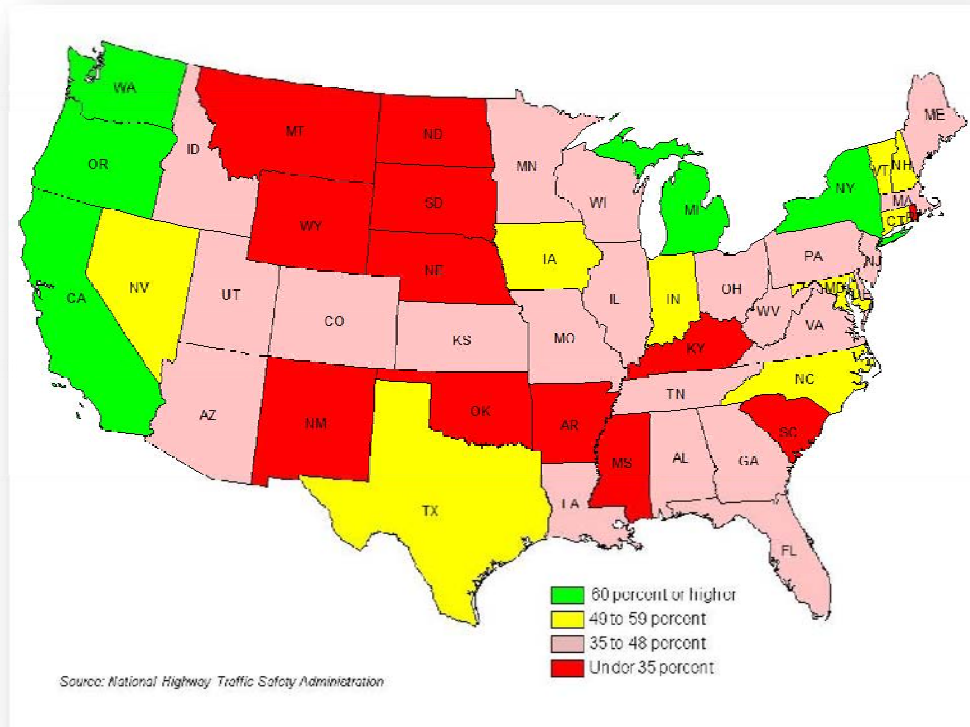 WA
MT
ND
ME
OR
ID
MN
VT
NH
NY
WI
SD
MA
MI
WY
CT
RI
IA
PA
NE
NJ
NV
OH
UT
IL
IN
MD
CA
WV
CO
VA
KS
MO
KY
NC
TN
AZ
OK
NM
AR
SC
AL
GA
MS
LA
TX
FL
60 percent or higher
49 to 59 percent
35 to 48 percent
Under 35 percent
Source: National Highway Traffic Safety Administration